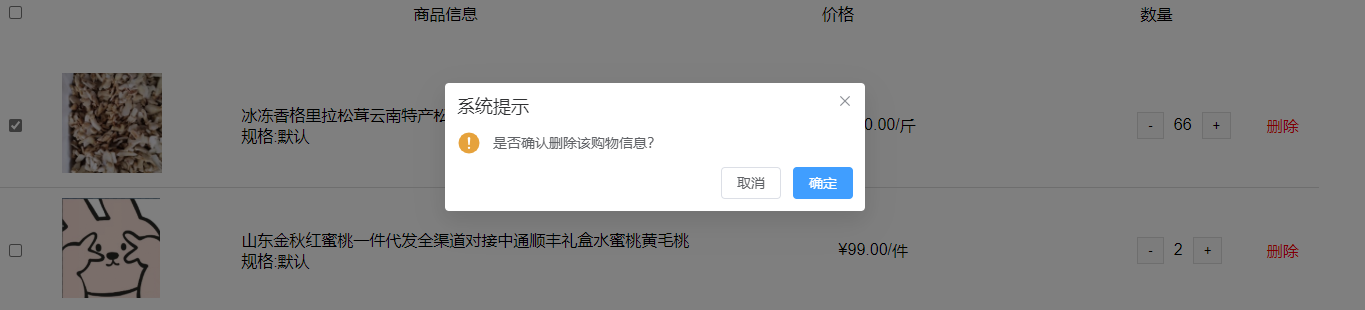 商品信息
价格
数量
冰冻香格里拉松茸云南特产松
规格:默认
0.00/斤
-
66
+
删除
系统提示
是否确认删除该购物信息?
取消
确定
山东金秋红蜜桃一件代发全渠道对接中通顺丰礼盒水蜜桃黄毛桃
规格:默认
¥99.00/件
-
2
+
删除